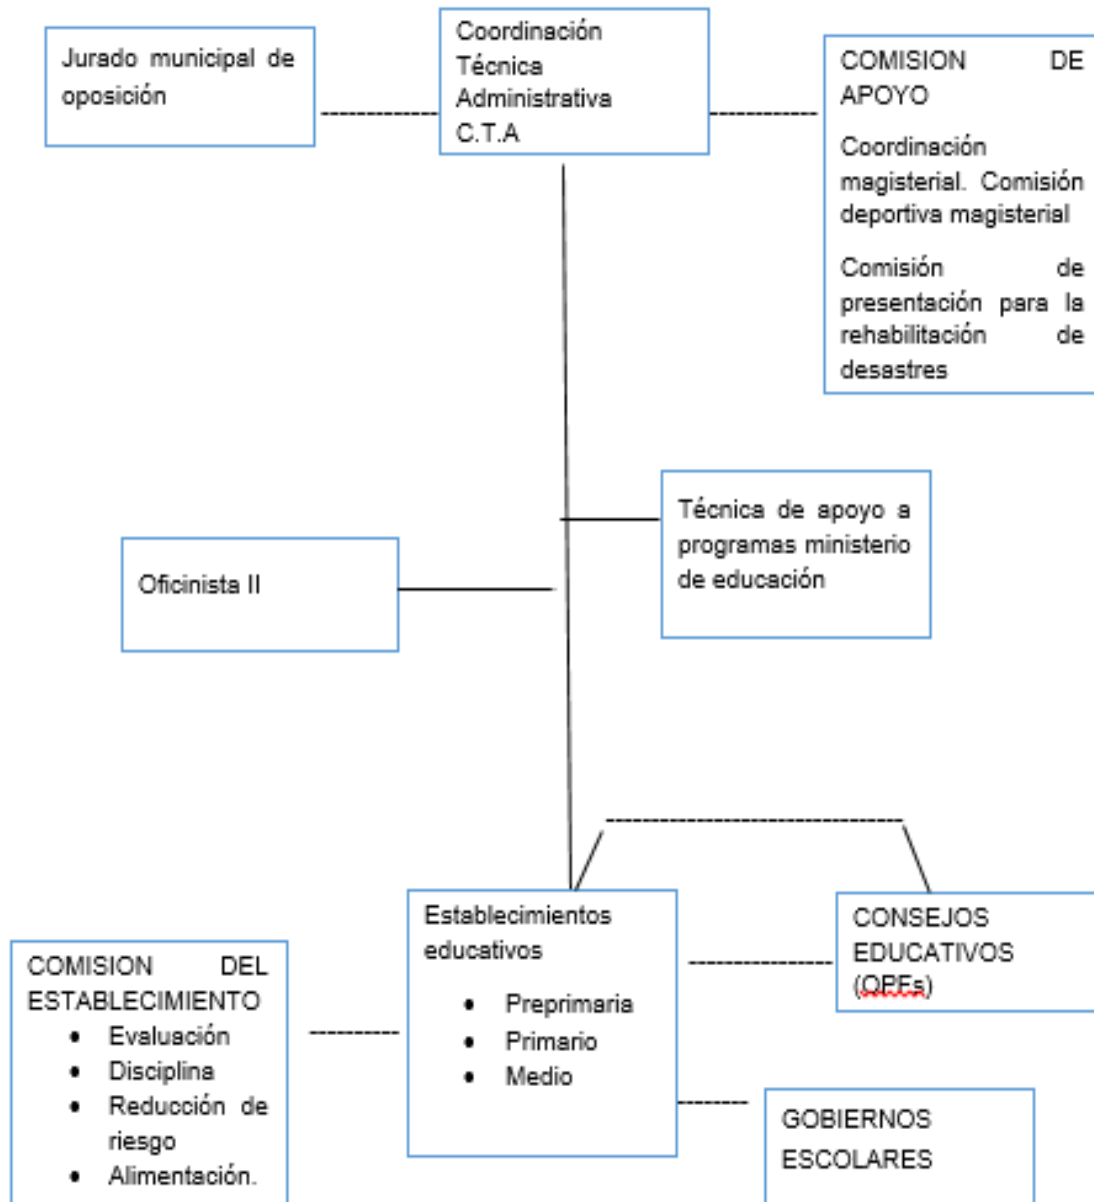 Jurado municipal de
oposición
Coordinación
Técnica
Administrativa
C.T.A
COMISION DE
APOYO
Coordinación
magisterial. Comisión
deportiva magisterial
Comisión de
presentación para la
rehabilitación de
desastres
Técnica de apoyo a
programas ministerio
de educación
Oficinista II
Establecimientos
educativos
• Preprimaria
• Primario
• Medio
CONSEJOS
EDUCATIVOS
(OPFs)
COMISION DEL
ESTABLECIMIENTO
• Evaluación
• Disciplina
• Reducción de
riesgo
• Alimentación.
GOBIERNOS
ESCOLARES